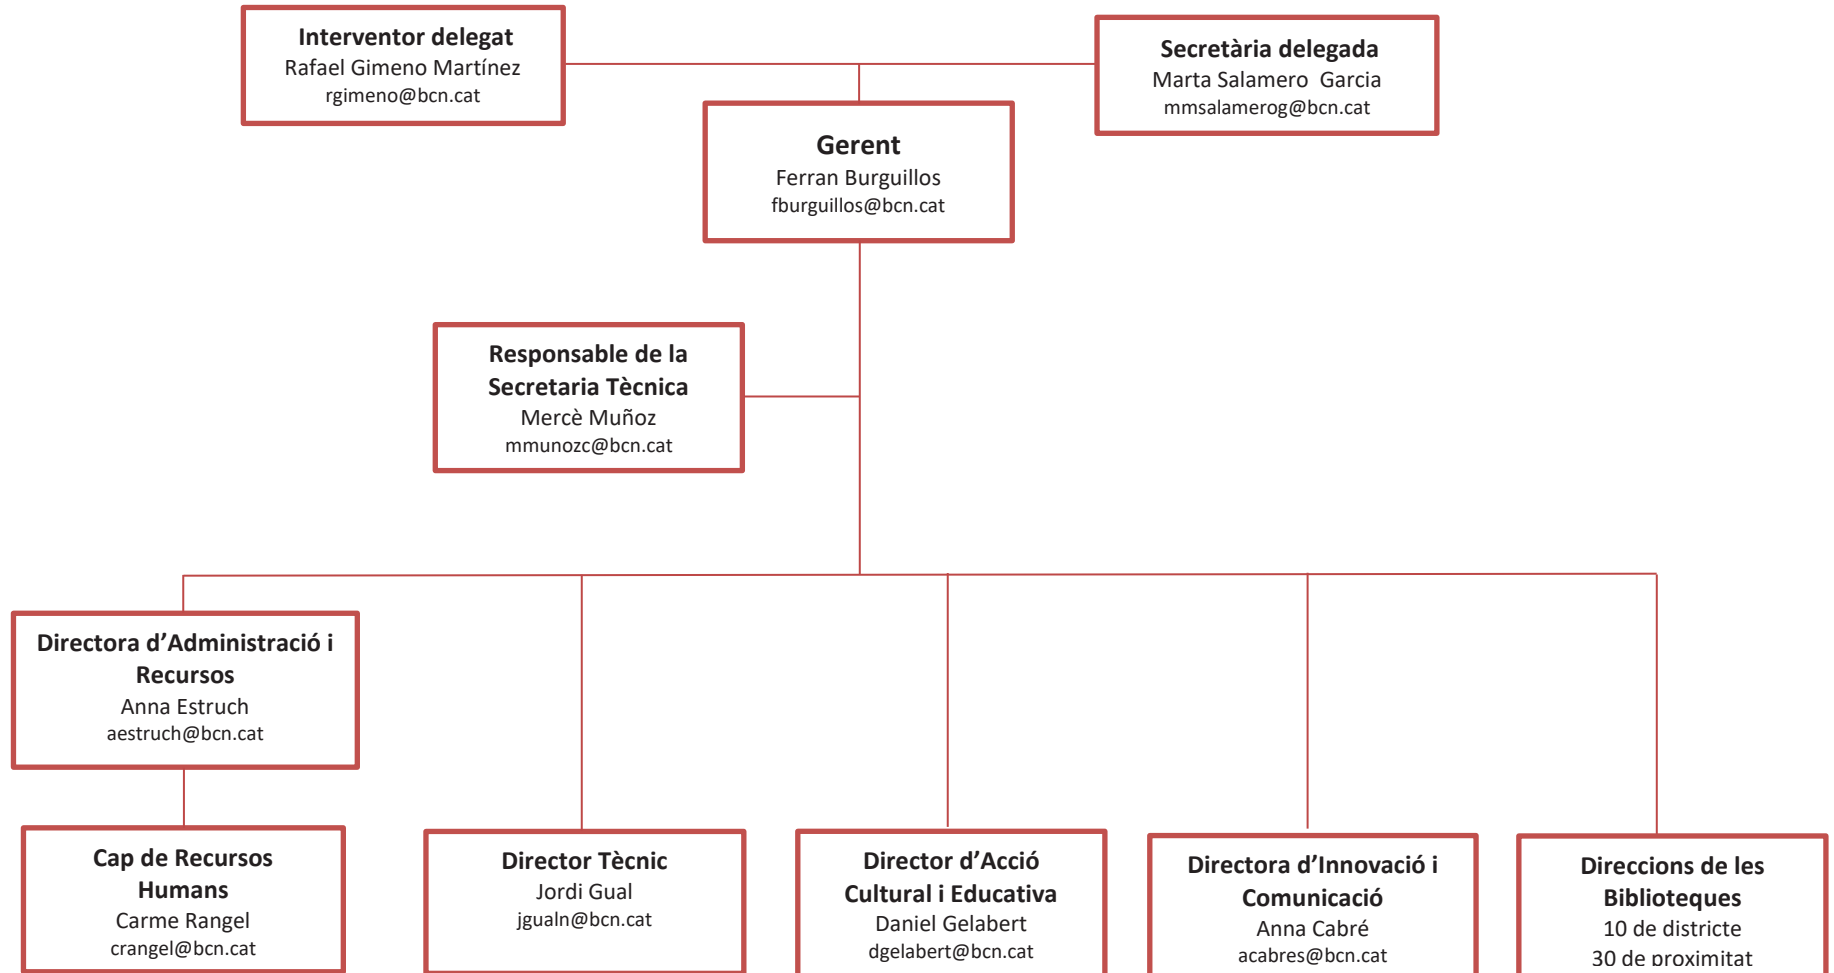 Interventor delegat
Rafael Gimeno Martínez
rgimeno@bcn.cat
Secretària delegada
Marta Salamero  Garcia
mmsalamerog@bcn.cat
Gerent
Ferran Burguillos
fburguillos@bcn.cat
Responsable de la
Secretaria Tècnica
Mercè Muñoz
mmunozc@bcn.cat
Directora d’Administració i
Recursos
Anna Estruch
aestruch@bcn.cat
Cap de Recursos
Humans
Carme Rangel
crangel@bcn.cat
Director Tècnic
Jordi Gual
jgualn@bcn.cat
Director d’Acció
Cultural i Educativa
Daniel Gelabert
dgelabert@bcn.cat
Directora d’Innovació i
Comunicació
Anna Cabré
acabres@bcn.cat
Direccions de les
Biblioteques
10 de districte
30 de proximitat